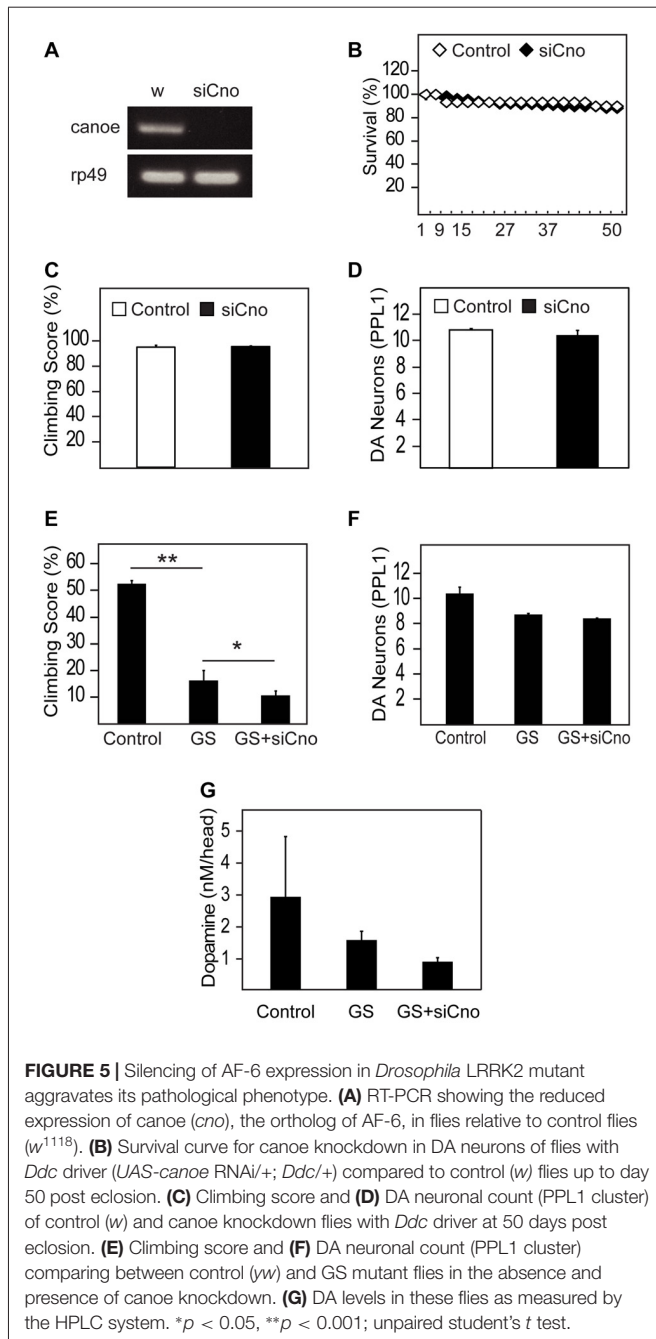 A
w siCno
canoe
rp49
B
Control siCno
Survival (%)
120
100
80
60
40
20
1 9 15 27 37 50
C
Control siCno
Climbing Score (%)
100
80
60
40
20
D
Control siCno
DA Neurons (PPL1)
12
10
8
6
4
2
E
Climbing Score (%)
60
50
40
30
20
10
**
*
Control GS GS+siCno
F
DA Neurons (PPL1)
12
10
8
6
4
2
Control GS GS+siCno
G
Dopamine (nM/head)
5
4
3
2
1
Control GS GS+siCno
FIGURE 5 | Silencing of AF-6 expression in Drosophila LRRK2 mutant
aggravates its pathological phenotype. (A) RT-PCR showing the reduced
expression of canoe (cno), the ortholog of AF-6, in flies relative to control flies
(w1118). (B) Survival curve for canoe knockdown in DA neurons of flies with
Ddc driver (UAS-canoe RNAi/+; Ddc/+) compared to control (w) flies up to day
50 post eclosion. (C) Climbing score and (D) DA neuronal count (PPL1 cluster)
of control (w) and canoe knockdown flies with Ddc driver at 50 days post
eclosion. (E) Climbing score and (F) DA neuronal count (PPL1 cluster)
comparing between control (yw) and GS mutant flies in the absence and
presence of canoe knockdown. (G) DA levels in these flies as measured by
the HPLC system. *p < 0.05, **p < 0.001; unpaired student's t test.